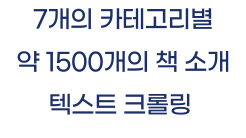 7개의 카테고리별
약 1500개의 책 소개
텍스트 크롤링